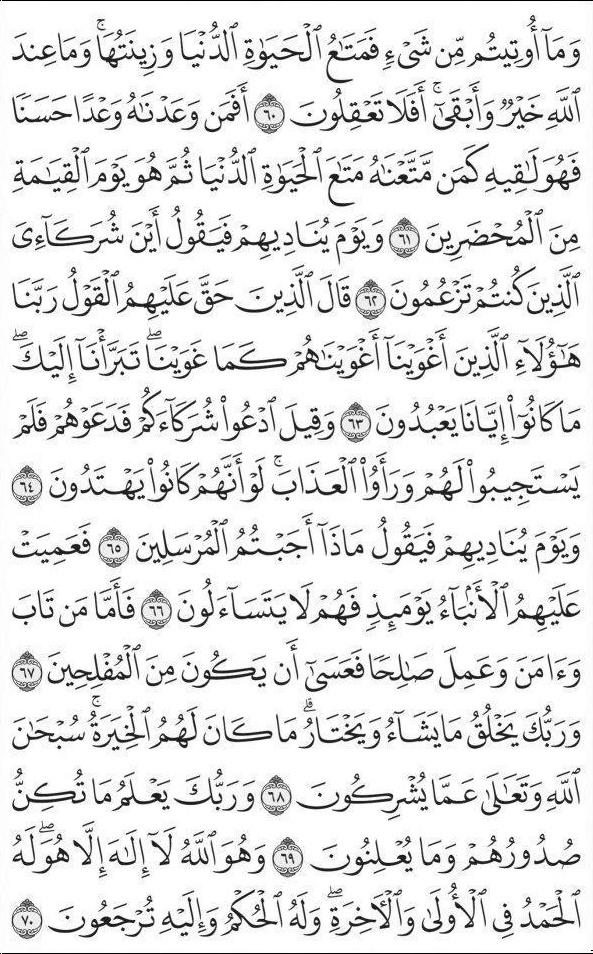 وَمَآ أُوتِيتُم مِّن شَىْءٍ فَمَتَـٰعُ ٱلْحَيَوٰةِ ٱلدُّنْيَا وَزِينَتُهَا ۚ وَمَا عِندَ
ٱللَّهِ خَيْرٌ وَأَبْقَىٰٓ ۚ أَفَلَا تَعْقِلُونَ ٦٠ أَفَمَن وَعَدْنَـٰهُ وَعْدًا حَسَنًا
فَهُوَ لَـٰقِيهِ كَمَن مَّتَّعْنَـٰهُ مَتَـٰعَ ٱلْحَيَوٰةِ ٱلدُّنْيَا ثُمَّ هُوَ يَوْمَ ٱلْقِيَـٰمَةِ
مِنَ ٱلْمُحْضَرِينَ ٦١ وَيَوْمَ يُنَادِيهِمْ فَيَقُولُ أَيْنَ شُرَكَآءِىَ
ٱلَّذِينَ كُنتُمْ تَزْعُمُونَ ٦٢ قَالَ ٱلَّذِينَ حَقَّ عَلَيْهِمُ ٱلْقَوْلُ رَبَّنَا
هَـٰٓؤُلَآءِ ٱلَّذِينَ أَغْوَيْنَآ أَغْوَيْنَـٰهُمْ كَمَا غَوَيْنَا ۖ تَبَرَّأْنَآ إِلَيْكَ ۖ
مَا كَانُوٓا۟ إِيَّانَا يَعْبُدُونَ ٦٣ وَقِيلَ ٱدْعُوا۟ شُرَكَآءَكُمْ فَدَعَوْهُمْ فَلَمْ
يَسْتَجِيبُوا۟ لَهُمْ وَرَأَوُا۟ ٱلْعَذَابَ ۚ لَوْ أَنَّهُمْ كَانُوا۟ يَهْتَدُونَ ٦٤
وَيَوْمَ يُنَادِيهِمْ فَيَقُولُ مَاذَآ أَجَبْتُمُ ٱلْمُرْسَلِينَ ٦٥ فَعَمِيَتْ
عَلَيْهِمُ ٱلْأَنۢبَآءُ يَوْمَئِذٍ فَهُمْ لَا يَتَسَآءَلُونَ ٦٦ فَأَمَّا مَن تَابَ
وَءَامَنَ وَعَمِلَ صَـٰلِحًا فَعَسَىٰٓ أَن يَكُونَ مِنَ ٱلْمُفْلِحِينَ ٦٧
وَرَبُّكَ يَخْلُقُ مَا يَشَآءُ وَيَخْتَارُ ۗ مَا كَانَ لَهُمُ ٱلْخِيَرَةُ ۚ سُبْحَـٰنَ
ٱللَّهِ وَتَعَـٰلَىٰ عَمَّا يُشْرِكُونَ ٦٨ وَرَبُّكَ يَعْلَمُ مَا تُكِنُّ
صُدُورُهُمْ وَمَا يُعْلِنُونَ ٦٩ وَهُوَ ٱللَّهُ لَآ إِلَـٰهَ إِلَّا هُوَ ۖ لَهُ
ٱلْحَمْدُ فِى ٱلْأُولَىٰ وَٱلْـَٔاخِرَةِ ۖ وَلَهُ ٱلْحُكْمُ وَإِلَيْهِ تُرْجَعُونَ ٧٠